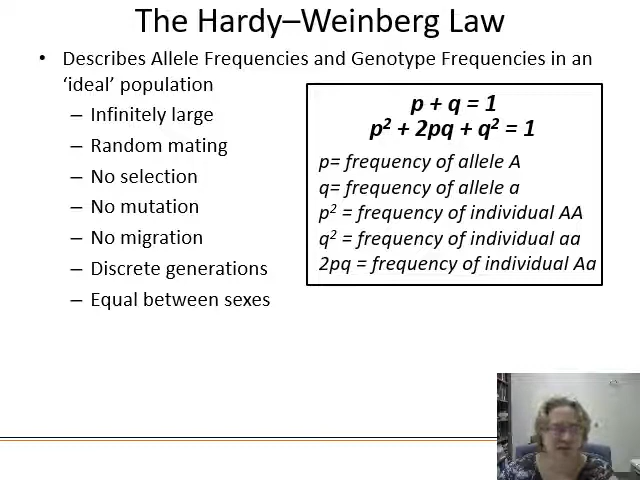 The Hardy–Weinberg Law
• Describes Allele Frequencies and Genotype Frequencies in an
‘ideal’ population
– Infinitely large
– Random mating
– No selection
– No mutation
– No migration
– Discrete generations
– Equal between sexes
p + q = 1
p² + 2pq + q² = 1
p= frequency of allele A
q= frequency of allele a
p² = frequency of individual AA
q² = frequency of individual aa
2pq = frequency of individual Aa